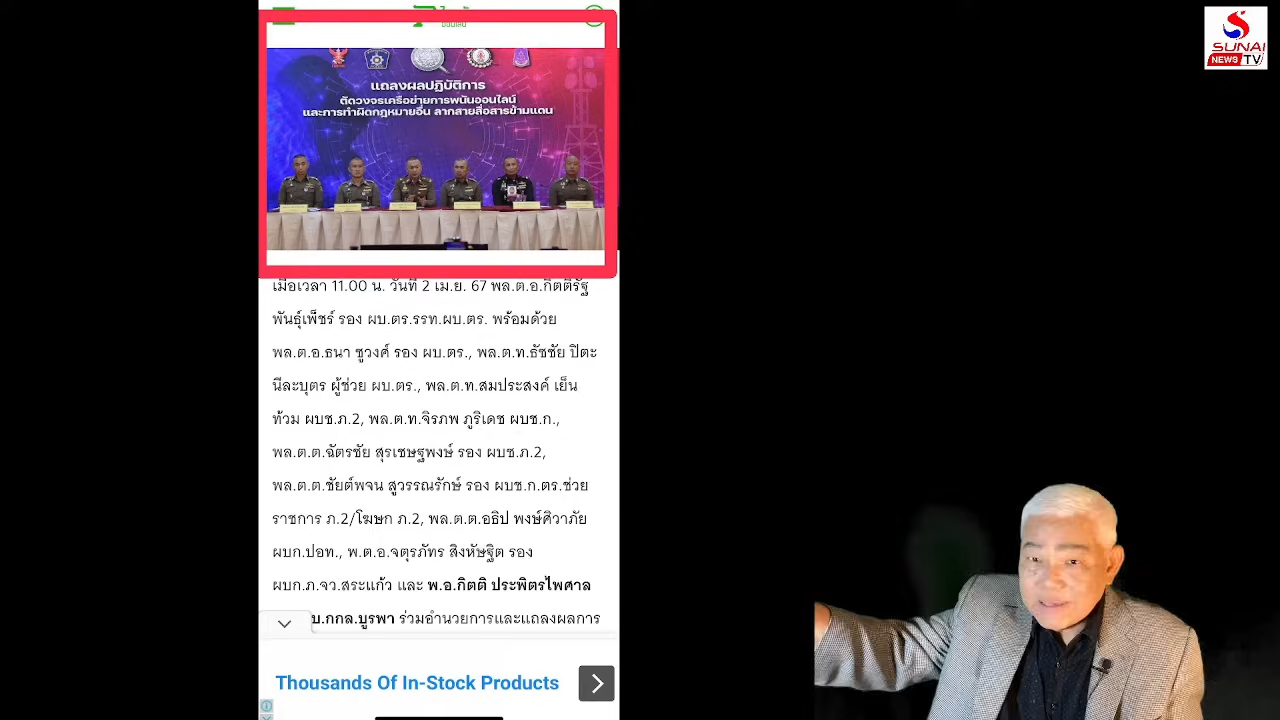 ออนไลน์
แถลงผลปฏิบัติการ
ตัดวงจรเครือข่ายการพนันออนไลน์
และการทำผิดกฎหมายอื่น ลากสายสื่อสารข้ามแดน
เมื่อเวลา 11.00 น. วันที่ 2 เม.ย. 67 พล.ต.อ.กิตติ์รัฐ
พันธุ์เพ็ชร์ รอง ผบ.ตร.รรท.ผบ.ตร. พร้อมด้วย
พล.ต.อ.ธนา ชูวงศ์ รอง ผบ.ตร., พล.ต.ท.ธัชชัย ปิตะ
นีละบุตร ผู้ช่วย ผบ.ตร., พล.ต.ท.สมประสงค์ เย็น
ท้วม ผบช.ภ.2, พล.ต.ท.จิรภพ ภูริเดช ผบช.ก.,
พล.ต.ต.ฉัตรชัย สุรเชษฐพงษ์ รอง ผบช.ภ.2,
พล.ต.ต.ชัยต์พจน สูวรรณรักษ์ รอง ผบช.ก.ตร.ช่วย
ราชการ ภ.2/โฆษก ภ.2, พล.ต.ต.อธิป พงษ์ศิวาภัย
ผบก.ปอท., พ.ต.อ.จตุรภัทร สิงหัษฐิต รอง
ผบก.ภ.จว.สระแก้ว และ พ.อ.กิตติ ประพิตรไพศาล
บ.กกล.บูรพา ร่วมอำนวยการและแถลงผลการ
Thousands Of In-Stock Products
SUNAI
NEWS TV